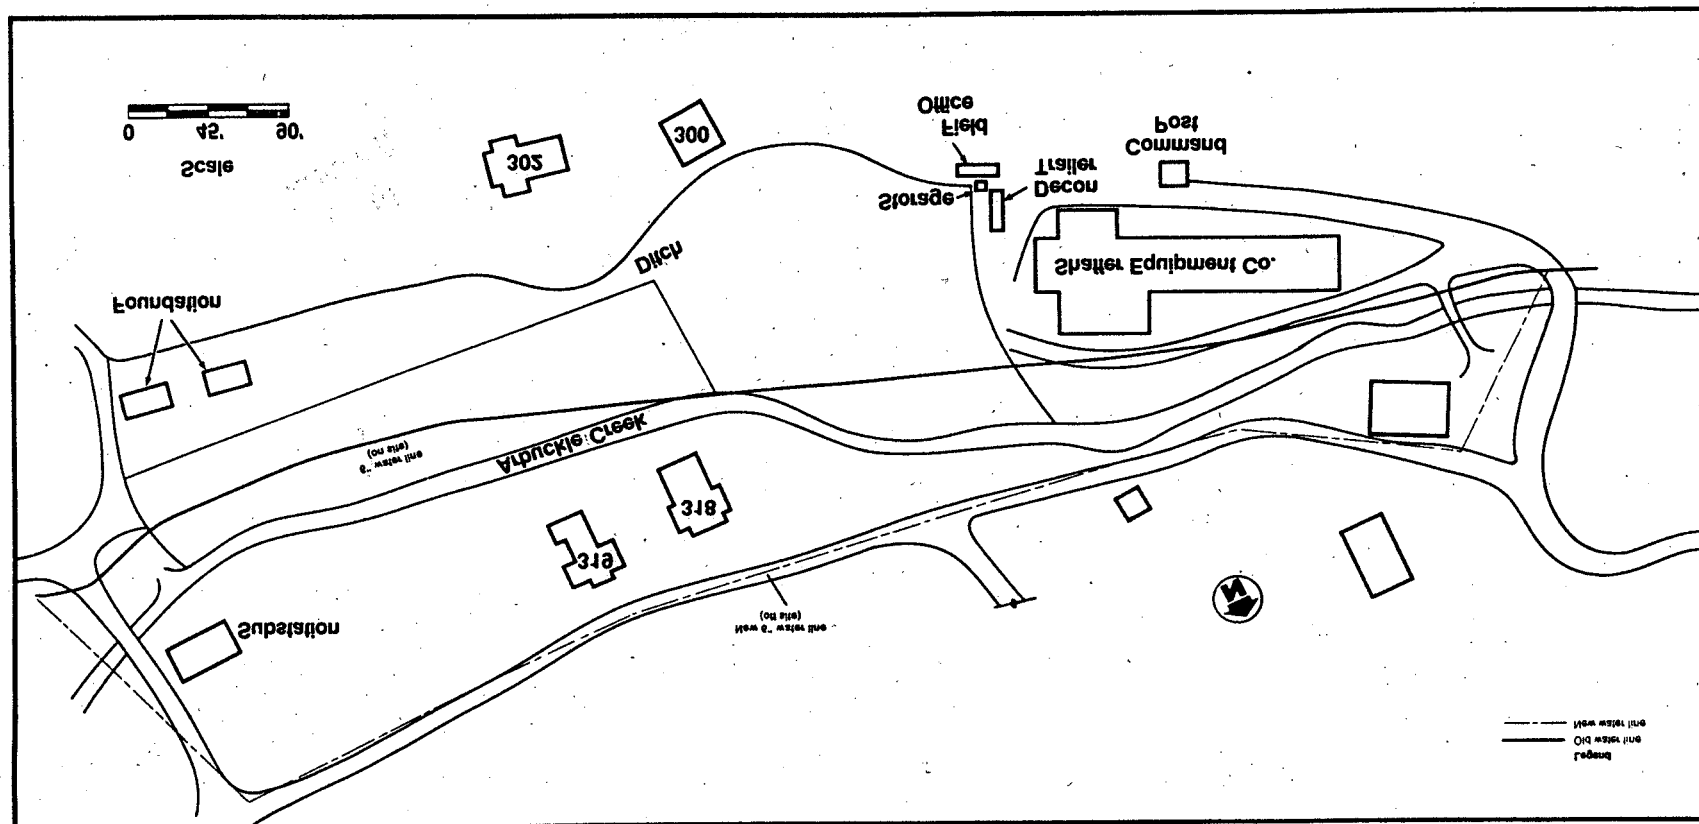 Legend
Old water line
New water line
New 6" water line
(off site)
Substation
N
319
318
6" water line
(on site)
Arbuckle Creek
Foundation
Ditch
Shaffer Equipment Co.
Storage
Decon
Trailer
Command
Post
Field
Office
302
300
Scale
0 45' 90'